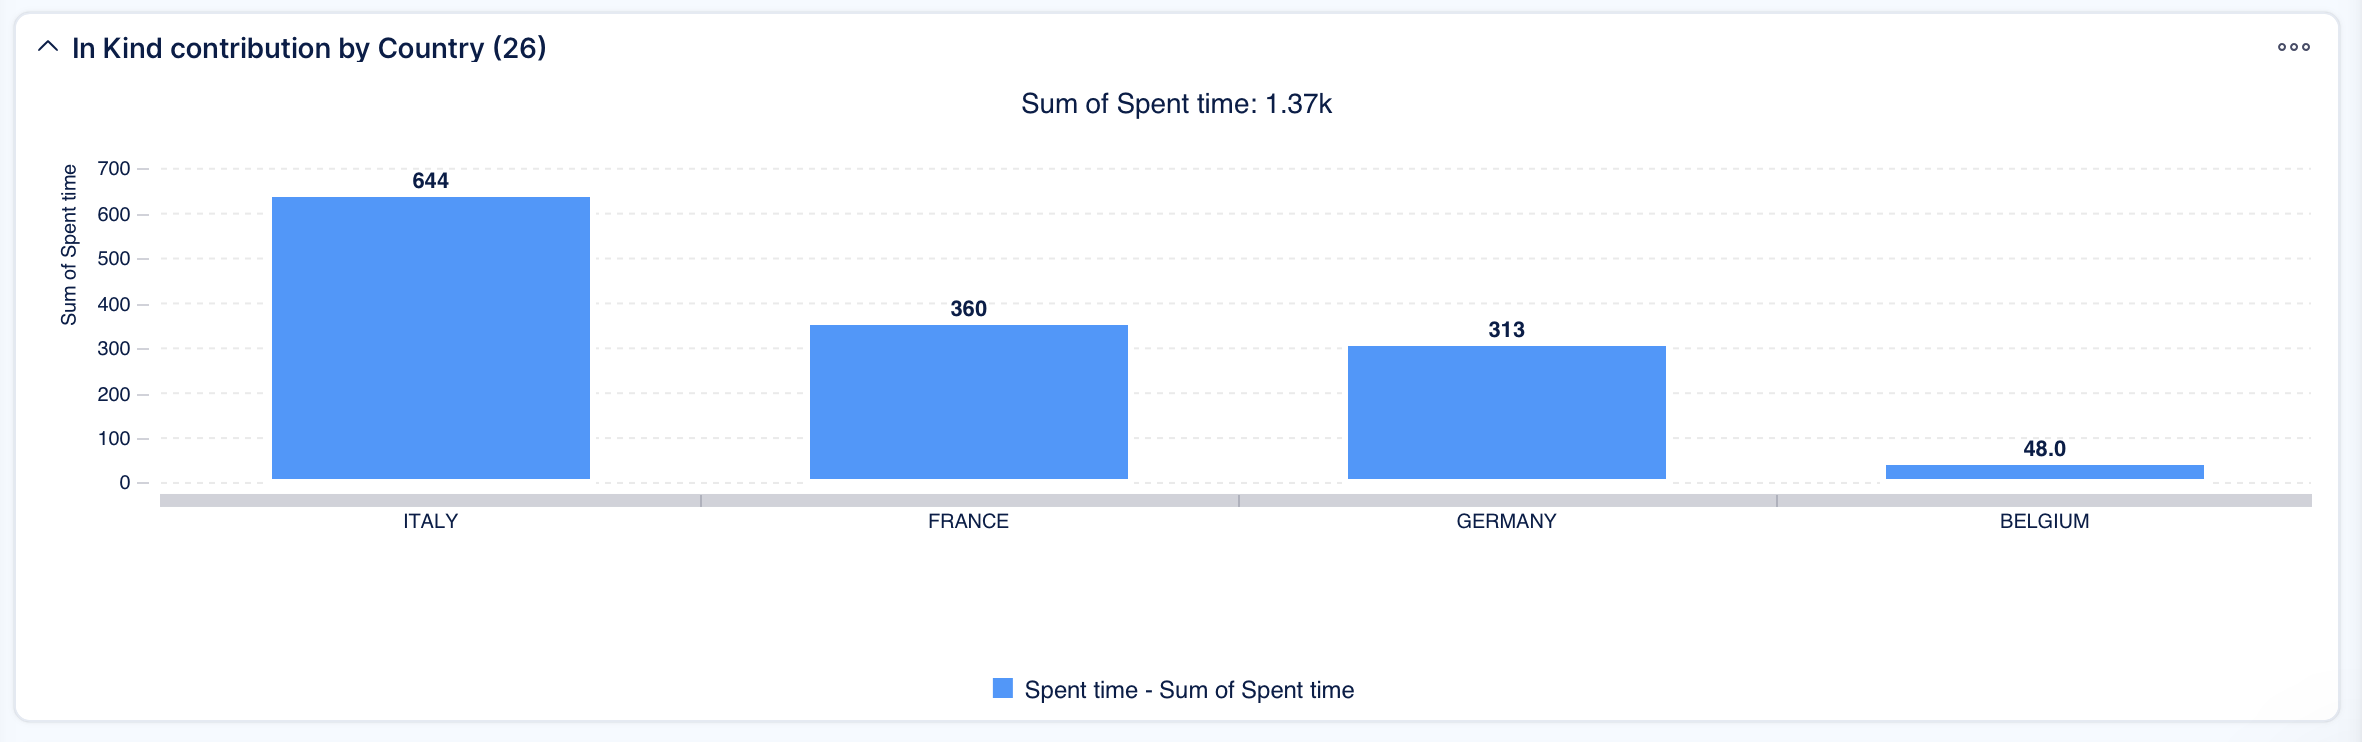 In Kind contribution by Country (26)
Sum of Spent time: 1.37k
Sum of Spent time
700
600
500
400
300
200
100
0
644
360
313
48.0
ITALY
FRANCE
GERMANY
BELGIUM
Spent time - Sum of Spent time